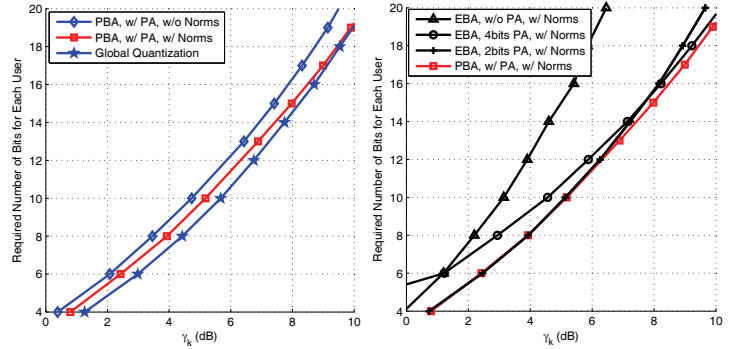 PBA, w/ PA, w/o Norms
PBA, w/ PA, w/ Norms
Global Quantization
Required Number of Bits for Each User
20
18
16
14
12
10
8
6
4
0 2 4 6 8 10
γk (dB)
EBA, w/o PA, w/ Norms
EBA, 4bits PA, w/ Norms
EBA, 2bits PA, w/ Norms
PBA, w/ PA, w/ Norms
Required Number of Bits for Each User
20
18
16
14
12
10
8
6
4
0 2 4 6 8 10
γk (dB)